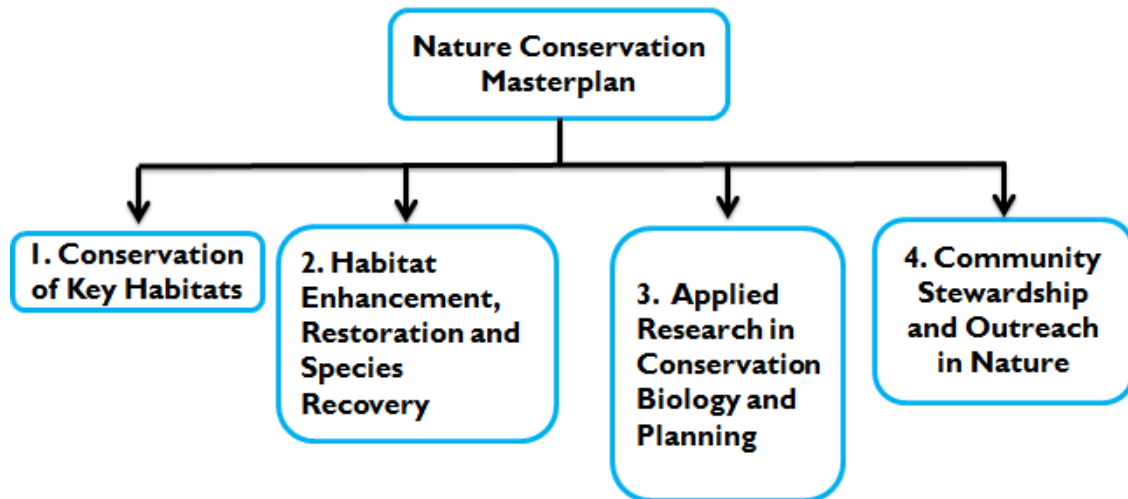 Nature Conservation
Masterplan
1. Conservation
of Key Habitats
2. Habitat
Enhancement,
Restoration and
Species
Recovery
3. Applied
Research in
Conservation
Biology and
Planning
4. Community
Stewardship
and Outreach
in Nature